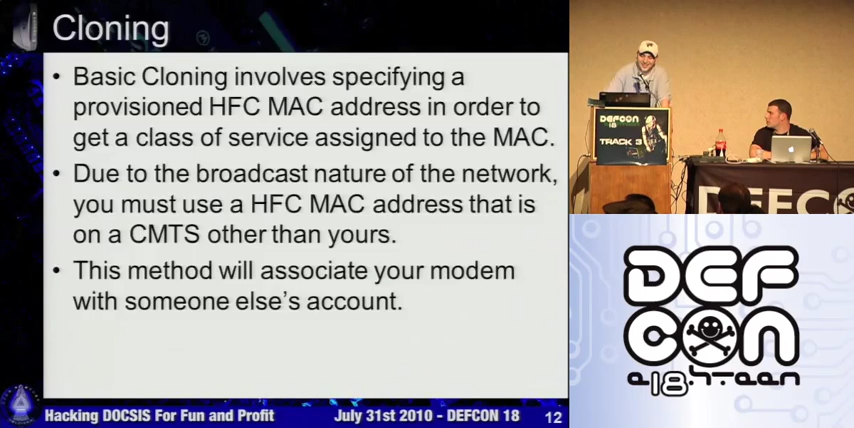 Cloning
• Basic Cloning involves specifying a
provisioned HFC MAC address in order to
get a class of service assigned to the MAC.
• Due to the broadcast nature of the network,
you must use a HFC MAC address that is
on a CMTS other than yours.
• This method will associate your modem
with someone else's account.
Hacking DOCSIS For Fun and Profit July 31st 2010 - DEFCON 18 12
DEFCON
18
TRACK 3
DEFCON
DEF
CON
e18hteen